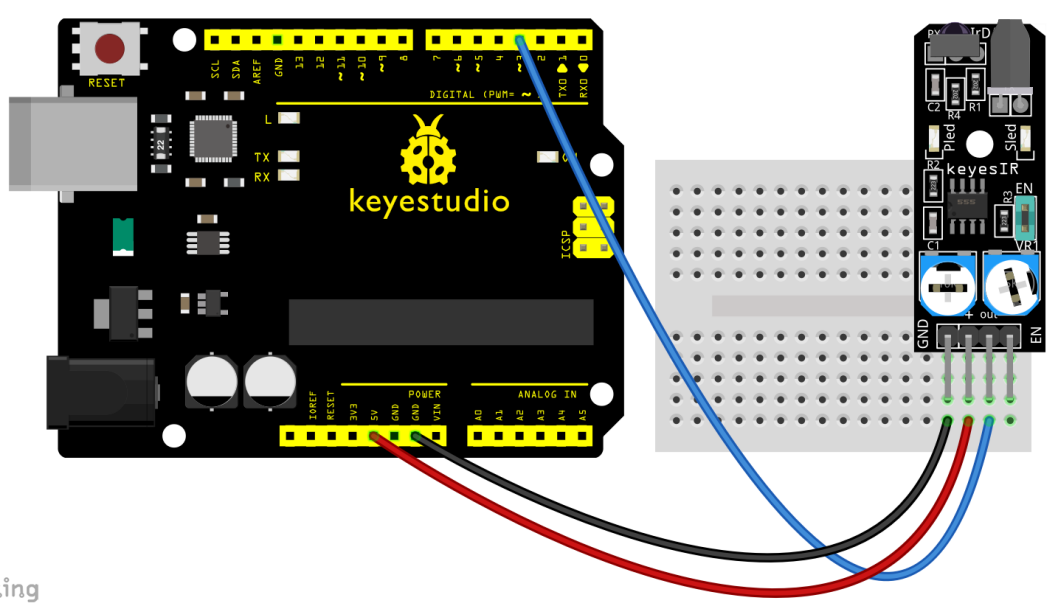 RESET
SCL
SDA
AREF
GND
13
12
~11
~10
~9
8
7
~6
~5
4
~3
2
TX0 1
RX0 0
DIGITAL (PWM= ~ )
L
TX
RX
22
keyestudio
ICSP
IOREF
RESET
3V3
5V
GND
GND
VIN
POWER
ANALOG IN
A0
A1
A2
A3
A4
A5
IrD
C2
R4
R1
Pled
Sled
keyesIR
R2
R3
EN
C1
VR1
GND
+
out
EN
ing